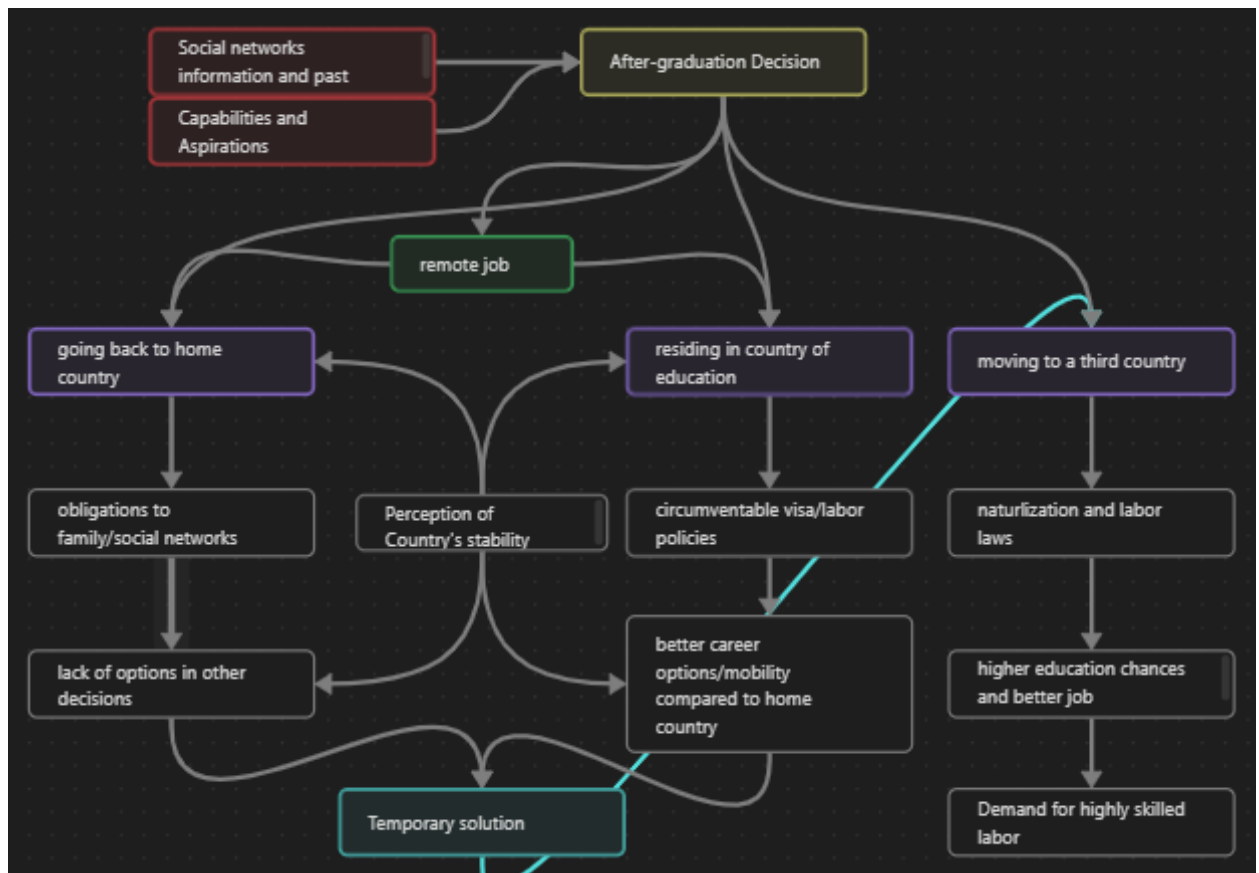 Social networks
information and past
After-graduation Decision
Capabilities and
Aspirations
remote job
going back to home
country
residing in country of
education
moving to a third country
obligations to
family/social networks
Perception of
Country's stability
circumventable visa/labor
policies
naturlization and labor
laws
lack of options in other
decisions
better career
options/mobility
compared to home
country
higher education chances
and better job
Temporary solution
Demand for highly skilled
labor